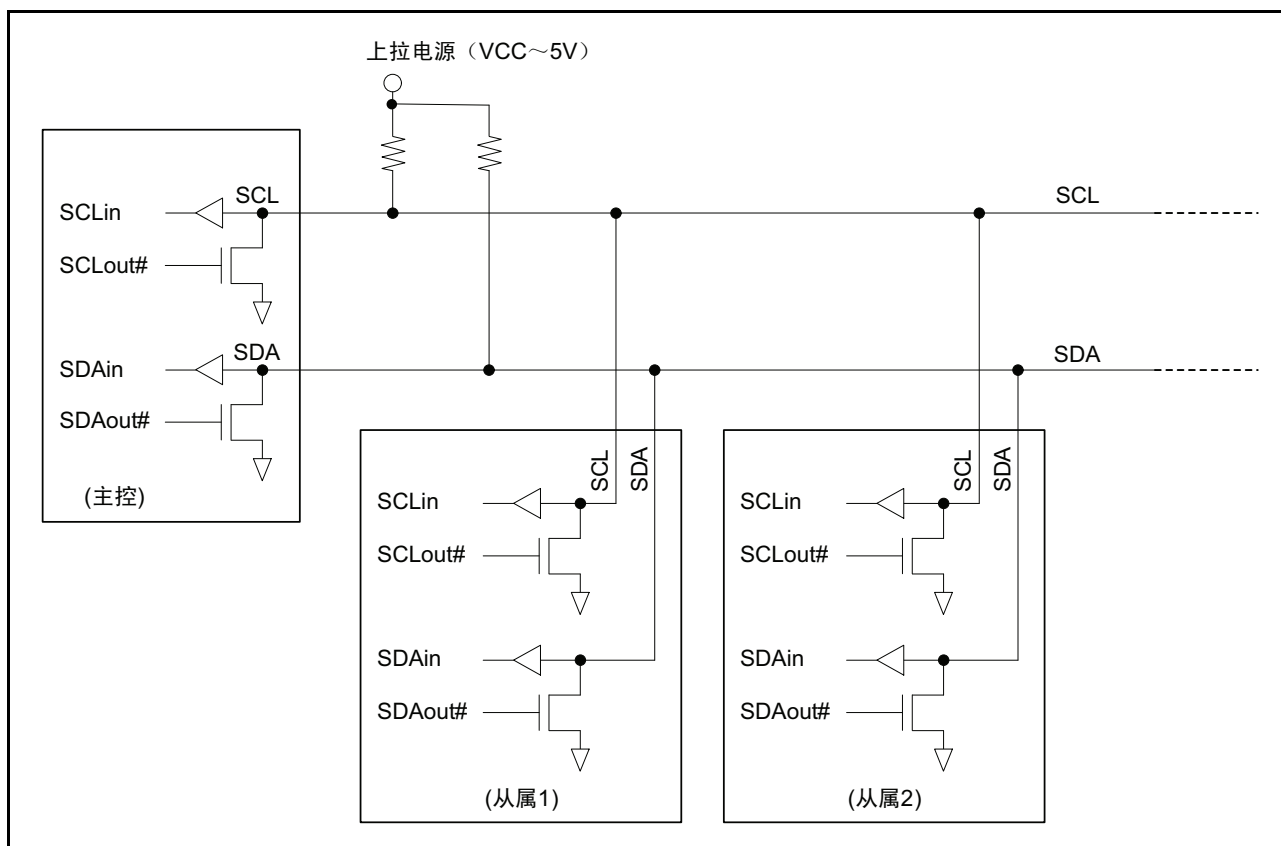 上拉电源（VCC～5V）
SCL
SCLin
SCL
SCLout#
SDA
SDAin
SDA
SDAout#
(主控)
SCL
SDA
SCLin
SCLout#
SDAin
SDAout#
(从属1)
SCL
SDA
SCLin
SCLout#
SDAin
SDAout#
(从属2)